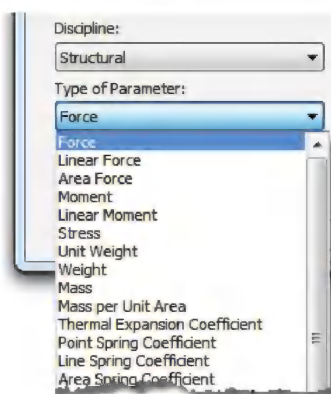 Discipline:
Structural
Type of Parameter:
Force
Force
Linear Force
Area Force
Moment
Linear Moment
Stress
Unit Weight
Weight
Mass
Mass per Unit Area
Thermal Expansion Coefficient
Point Spring Coefficient
Line Spring Coefficient
Area Spring Coefficient